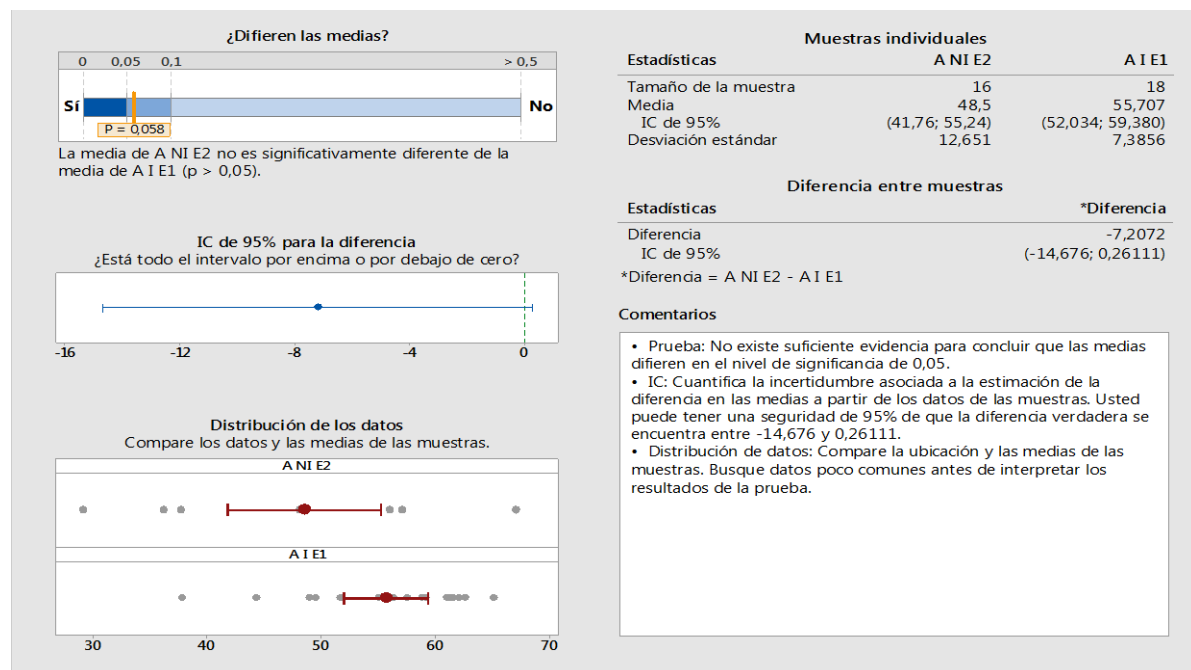 ¿Difieren las medias?
0 0,05 0,1 > 0,5
Sí No
P = 0,058
La media de A NI E2 no es significativamente diferente de la
media de A I E1 (p > 0,05).
IC de 95% para la diferencia
¿Está todo el intervalo por encima o por debajo de cero?
-16 -12 -8 -4 0
Distribución de los datos
Compare los datos y las medias de las muestras.
A NI E2
A I E1
30 40 50 60 70
Muestras individuales
Estadísticas A NI E2 A I E1
Tamaño de la muestra 16 18
Media 48,5 55,707
IC de 95% (41,76; 55,24) (52,034; 59,380)
Desviación estándar 12,651 7,3856
Diferencia entre muestras
Estadísticas *Diferencia
Diferencia -7,2072
IC de 95% (-14,676; 0,26111)
*Diferencia = A NI E2 - A I E1
Comentarios
• Prueba: No existe suficiente evidencia para concluir que las medias
difieren en el nivel de significancia de 0,05.
• IC: Cuantifica la incertidumbre asociada a la estimación de la
diferencia en las medias a partir de los datos de las muestras. Usted
puede tener una seguridad de 95% de que la diferencia verdadera se
encuentra entre -14,676 y 0,26111.
• Distribución de datos: Compare la ubicación y las medias de las
muestras. Busque datos poco comunes antes de interpretar los
resultados de la prueba.